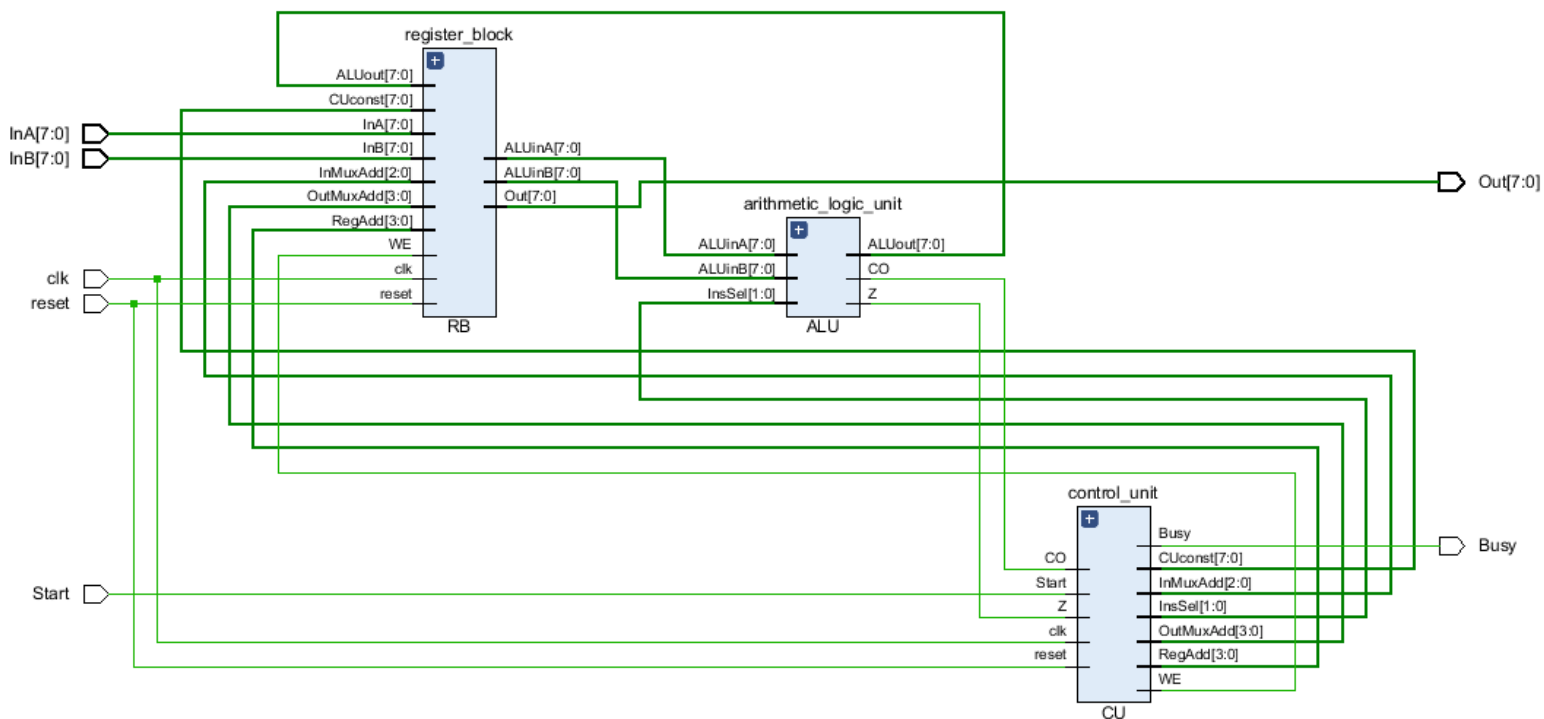 register_block
ALUout[7:0]
CUconst[7:0]
InA[7:0]
InB[7:0]
InMuxAdd[2:0]
OutMuxAdd[3:0]
RegAdd[3:0]
WE
clk
reset
ALUinA[7:0]
ALUinB[7:0]
Out[7:0]
RB
InA[7:0]
InB[7:0]
clk
reset
arithmetic_logic_unit
ALUinA[7:0]
ALUinB[7:0]
InsSel[1:0]
ALUout[7:0]
CO
Z
ALU
Out[7:0]
control_unit
CO
Start
Z
clk
reset
Busy
CUconst[7:0]
InMuxAdd[2:0]
InsSel[1:0]
OutMuxAdd[3:0]
RegAdd[3:0]
WE
CU
Start
Busy